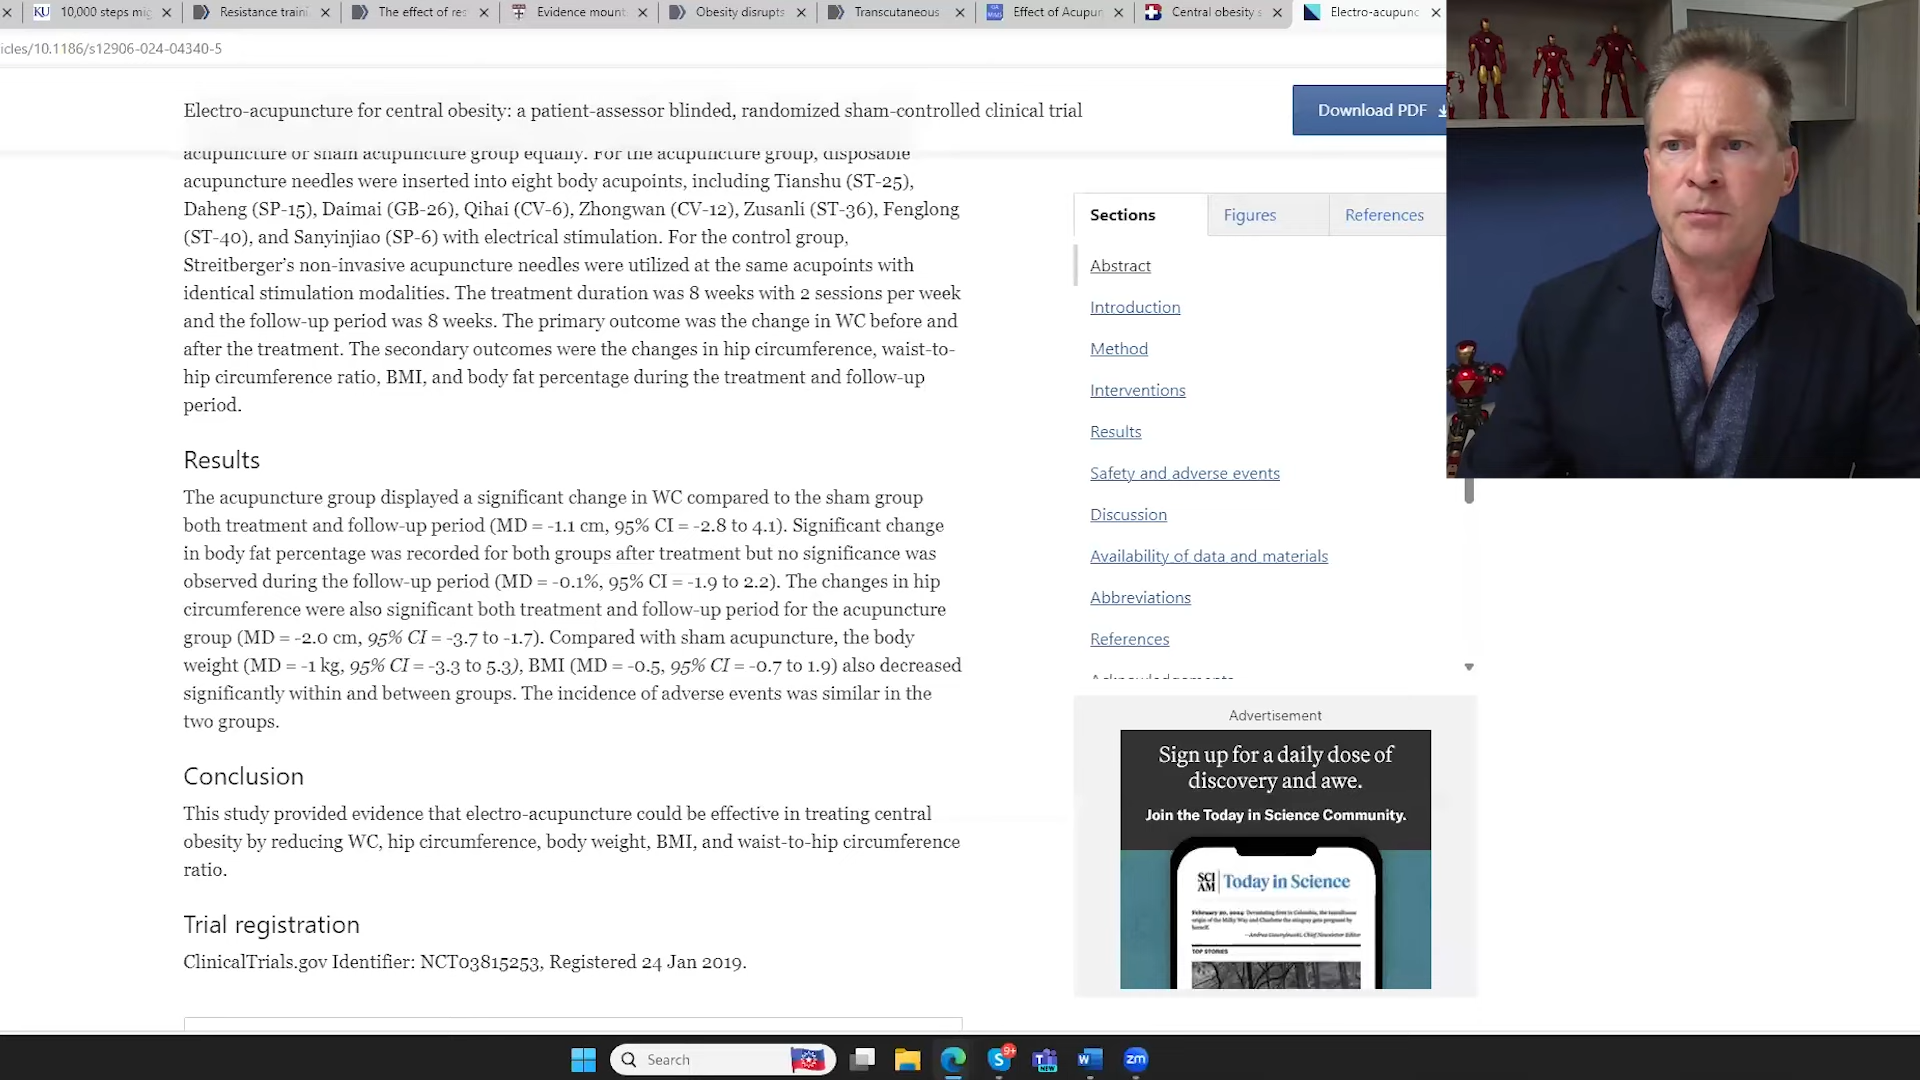 10,000 steps mig
Resistance traini
The effect of res
Evidence mount
Obesity disrupts
Transcutaneous
Effect of Acupun
Central obesity s
Electro-acupunc
icles/10.1186/s12906-024-04340-5
Electro-acupuncture for central obesity: a patient-assessor blinded, randomized sham-controlled clinical trial
Download PDF
acupuncture or sham acupuncture group equally. For the acupuncture group, disposable
acupuncture needles were inserted into eight body acupoints, including Tianshu (ST-25),
Daheng (SP-15), Daimai (GB-26), Qihai (CV-6), Zhongwan (CV-12), Zusanli (ST-36), Fenglong
(ST-40), and Sanyinjiao (SP-6) with electrical stimulation. For the control group,
Streitberger’s non-invasive acupuncture needles were utilized at the same acupoints with
identical stimulation modalities. The treatment duration was 8 weeks with 2 sessions per week
and the follow-up period was 8 weeks. The primary outcome was the change in WC before and
after the treatment. The secondary outcomes were the changes in hip circumference, waist-to-
hip circumference ratio, BMI, and body fat percentage during the treatment and follow-up
period.
Results
The acupuncture group displayed a significant change in WC compared to the sham group
both treatment and follow-up period (MD = -1.1 cm, 95% CI = -2.8 to 4.1). Significant change
in body fat percentage was recorded for both groups after treatment but no significance was
observed during the follow-up period (MD = -0.1%, 95% CI = -1.9 to 2.2). The changes in hip
circumference were also significant both treatment and follow-up period for the acupuncture
group (MD = -2.0 cm, 95% CI = -3.7 to -1.7). Compared with sham acupuncture, the body
weight (MD = -1 kg, 95% CI = -3.3 to 5.3), BMI (MD = -0.5, 95% CI = -0.7 to 1.9) also decreased
significantly within and between groups. The incidence of adverse events was similar in the
two groups.
Conclusion
This study provided evidence that electro-acupuncture could be effective in treating central
obesity by reducing WC, hip circumference, body weight, BMI, and waist-to-hip circumference
ratio.
Trial registration
ClinicalTrials.gov Identifier: NCT03815253, Registered 24 Jan 2019.
Sections
Figures
References
Abstract
Introduction
Method
Interventions
Results
Safety and adverse events
Discussion
Availability of data and materials
Abbreviations
References
Acknowledgements
Advertisement
Sign up for a daily dose of
discovery and awe.
Join the Today in Science Community.
SCI AM Today in Science
TOP STORIES
Search